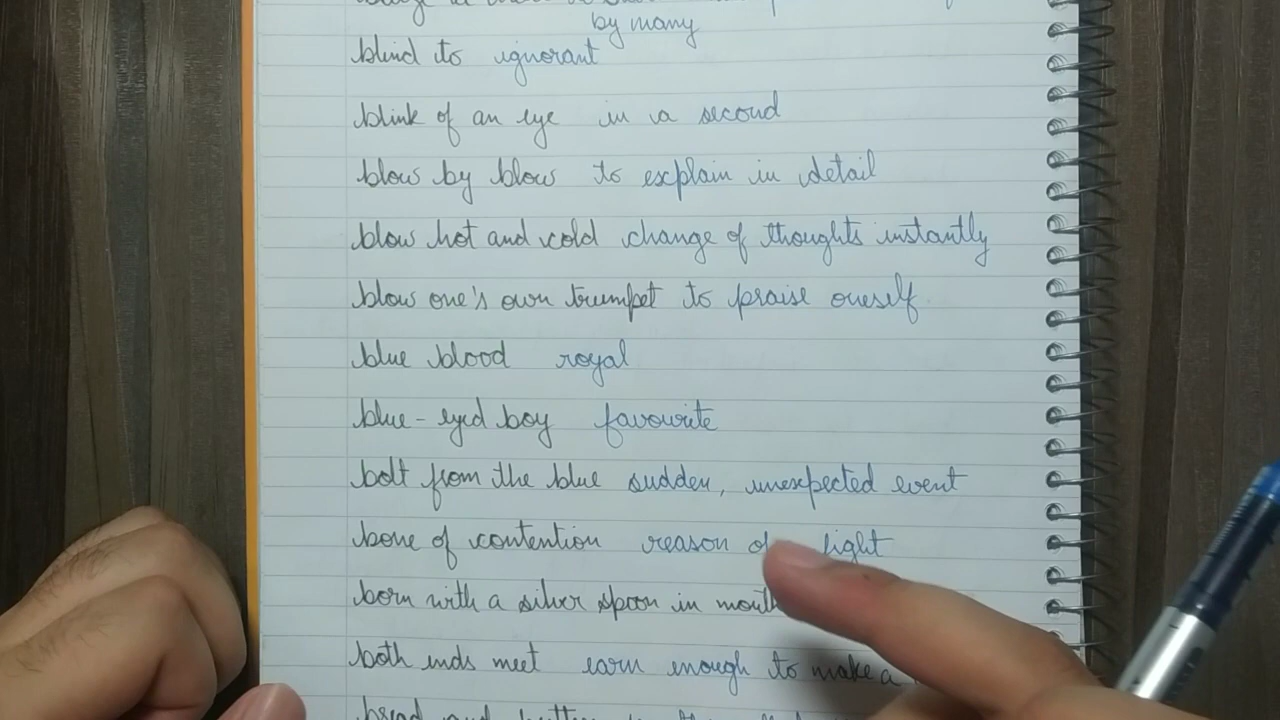 by many
blind to ignorant
blink of an eye in a second
blow by blow to explain in detail
blow hot and cold change of thoughts instantly
blow one's own trumpet to praise oneself
blue blood royal
blue-eyed boy favourite
bolt from the blue sudden, unexpected event
bone of contention reason of fight
born with a silver spoon in mouth
both ends meet earn enough to make a
bread and butter